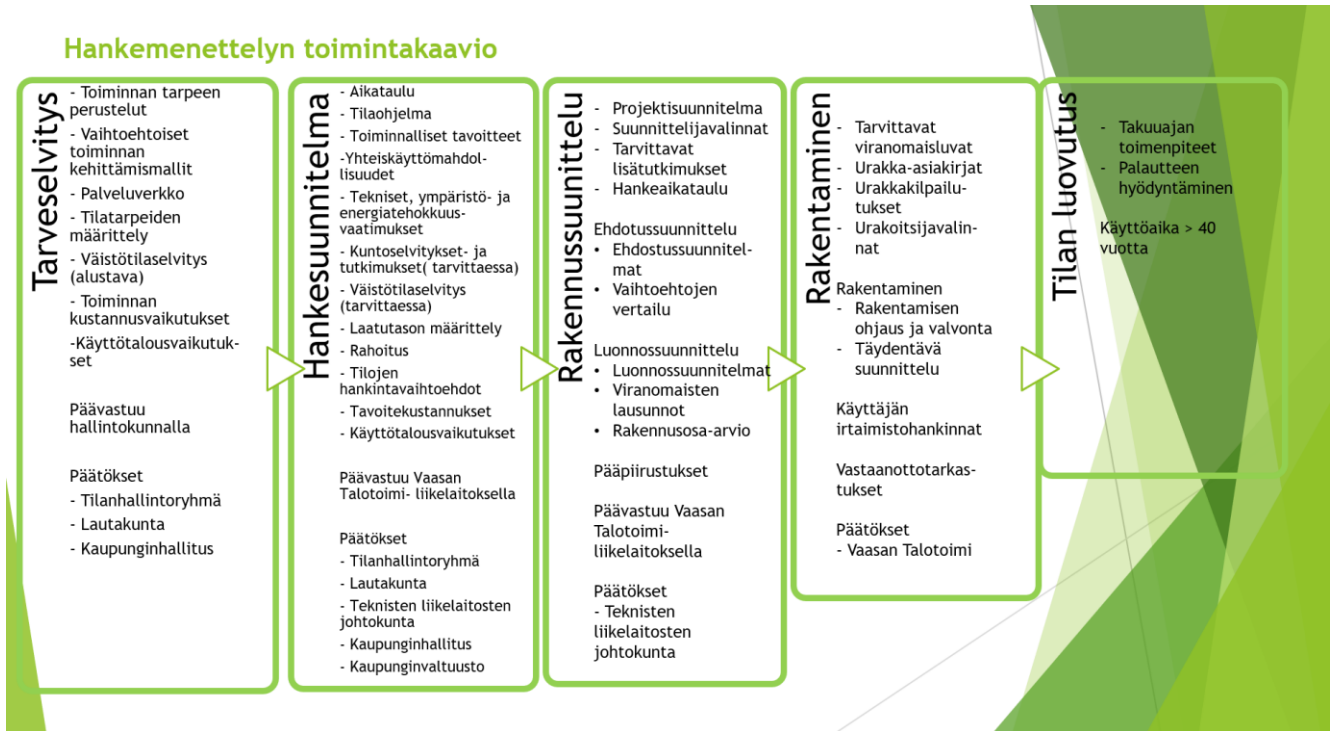 Hankemenettelyn toimintakaavio
Tarveselvitys
- Toiminnan tarpeen
perustelut
- Vaihtoehtoiset
toiminnan
kehittämismallit
- Palveluverkko
- Tilatarpeiden
määrittely
- Väistötilaselvitys
(alustava)
- Toiminnan
kustannusvaikutukset
-Käyttötalousvaikutuk-
set
Päävastuu
hallintokunnalla
Päätökset
- Tilanhallintoryhmä
- Lautakunta
- Kaupunginhallitus
Hankesuunnitelma
- Aikataulu
- Tilaohjelma
- Toiminnalliset tavoitteet
-Yhteiskäyttömahdol-
lisuudet
- Tekniset, ympäristö- ja
energiatehokkuus-
vaatimukset
- Kuntoselvitykset- ja
tutkimukset( tarvittaessa)
- Väistötilaselvitys
(tarvittaessa)
- Laatutason määrittely
- Rahoitus
- Tilojen
hankintavaihtoehdot
- Tavoitekustannukset
- Käyttötalousvaikutukset
Päävastuu Vaasan
Talotoimi- liikelaitoksella
Päätökset
- Tilanhallintoryhmä
- Lautakunta
- Teknisten liikelaitosten
johtokunta
- Kaupunginhallitus
- Kaupunginvaltuusto
Rakennussuunittelu
- Projektisuunnitelma
- Suunnittelijavalinnat
- Tarvittavat
lisätutkimukset
- Hankeaikataulu
Ehdotussuunnittelu
• Ehdostussuunnitel-
mat
• Vaihtoehtojen
vertailu
Luonnossuunnittelu
• Luonnossuunnitelmat
• Viranomaisten
lausunnot
• Rakennusosa-arvio
Pääpiirustukset
Päävastuu Vaasan
Talotoimi-
liikelaitoksella
Päätökset
- Teknisten
liikelaitosten
johtokunta
Rakentaminen
- Tarvittavat
viranomaisluvat
- Urakka-asiakirjat
- Urakkakilpailu-
tukset
- Urakoitsijavalin-
nat
Rakentaminen
- Rakentamisen
ohjaus ja valvonta
- Täydentävä
suunnittelu
Käyttäjän
irtaimistohankinnat
Vastaanottotarkas-
tukset
Päätökset
- Vaasan Talotoimi
Tilan luovutus
- Takuuajan
toimenpiteet
- Palautteen
hyödyntäminen
Käyttöaika > 40
vuotta